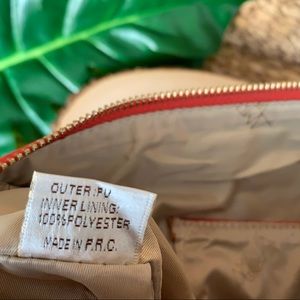 OUTER:PU
INNER LINING:
100%POLYESTER
MADE IN P.R.C.